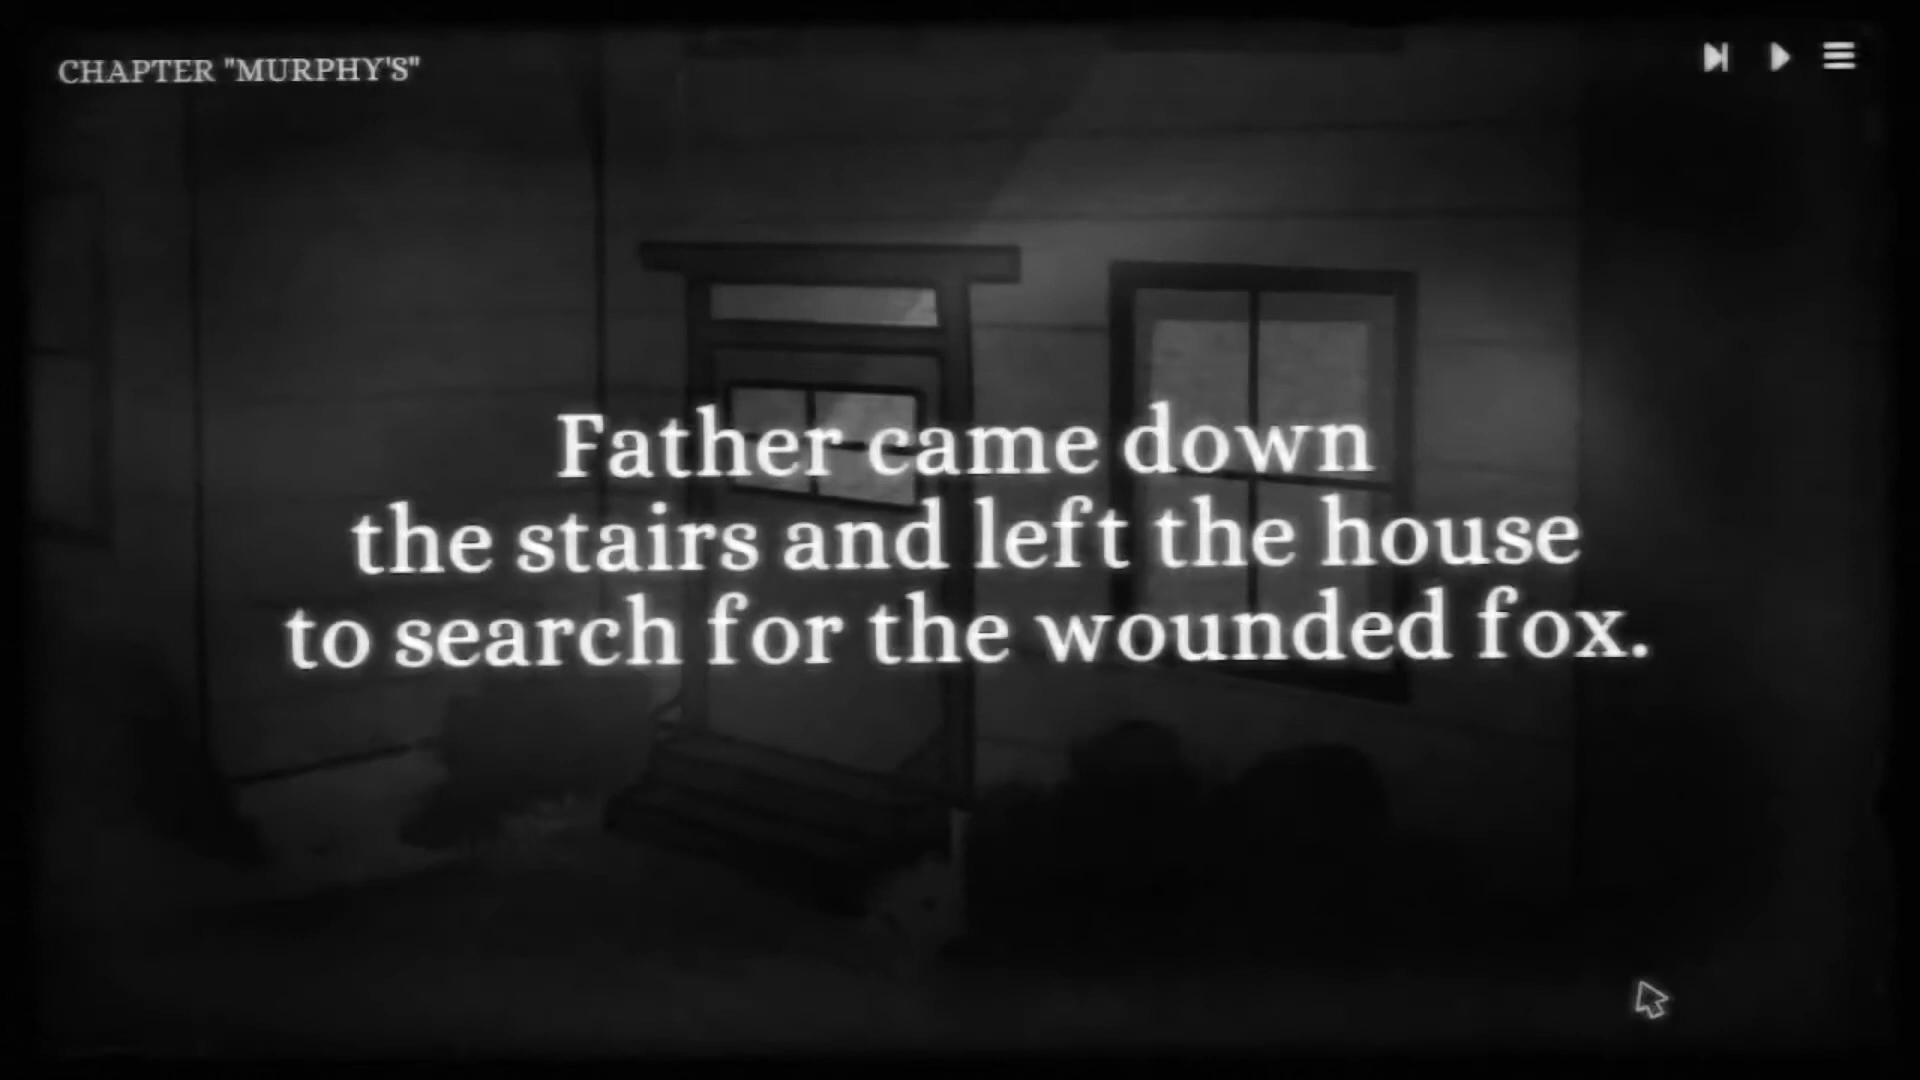 CHAPTER "MURPHY'S"
Father came down
the stairs and left the house
to search for the wounded fox.